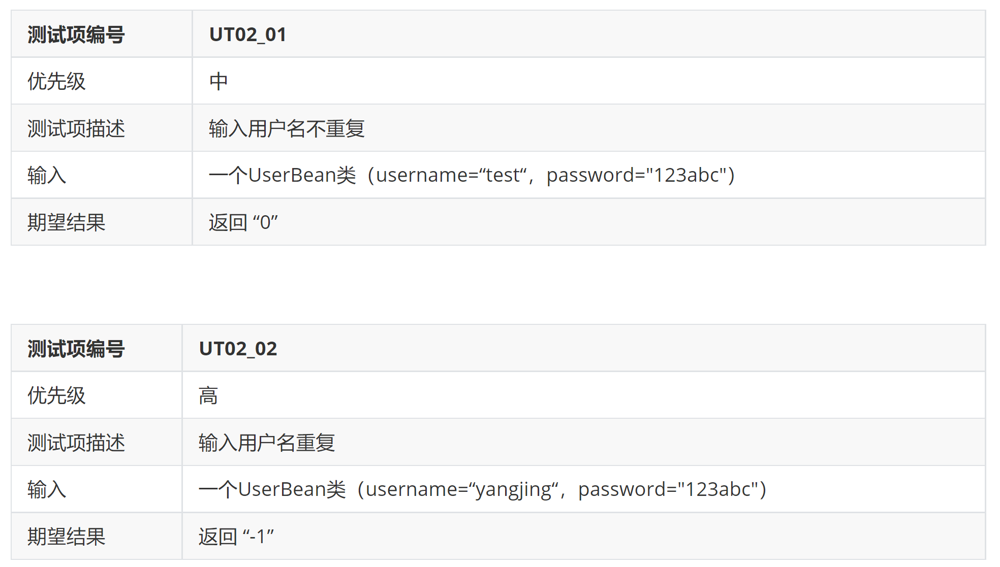 测试项编号 UT02_01
优先级 中
测试项描述 输入用户名不重复
输入 一个UserBean类（username=“test“，password="123abc"）
期望结果 返回 “0”
测试项编号 UT02_02
优先级 高
测试项描述 输入用户名重复
输入 一个UserBean类（username=“yangjing“，password="123abc"）
期望结果 返回 “-1”